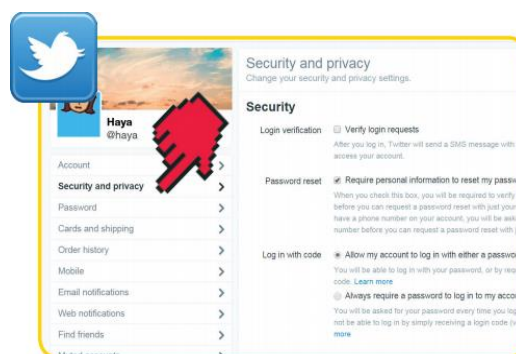 Haya
@haya
Account
Security and privacy
Password
Cards and shipping
Order history
Mobile
Email notifications
Web notifications
Find friends
Security and privacy
Change your security and privacy settings.
Security
Login verification
Verify login requests
After you log in, Twitter will send a SMS message with
access your account.
Password reset
Require personal information to reset my passw
When you check this box, you will be required to verify
before you can request a password reset with just your
have a phone number on your account, you will be ask
number before you can request a password reset with
Log in with code
Allow my account to log in with either a passwo
You will be able to log in with your password, or by req
code. Learn more
Always require a password to log in to my acco
You will be asked for your password every time you log
not be able to log in by simply receiving a login code
more